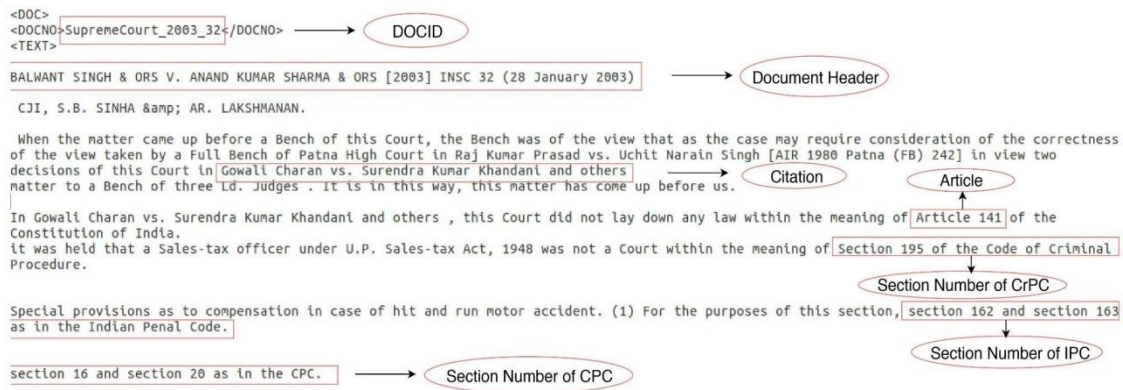 <DOC>
<DOCNO>SupremeCourt_2003_32</DOCNO> DOCID
<TEXT>
BALWANT SINGH & ORS V. ANAND KUMAR SHARMA & ORS [2003] INSC 32 (28 January 2003) Document Header
CJI, S.B. SINHA &amp; AR. LAKSHMANAN.
When the matter came up before a Bench of this Court, the Bench was of the view that as the case may require consideration of the correctness
of the view taken by a Full Bench of Patna High Court in Raj Kumar Prasad vs. Uchit Narain Singh [AIR 1980 Patna (FB) 242] in view two
decisions of this Court in Gowali Charan vs. Surendra Kumar Khandani and others Citation Article
matter to a Bench of three Ld. Judges . It is in this way, this matter has come up before us.
In Gowali Charan vs. Surendra Kumar Khandani and others , this Court did not lay down any law within the meaning of Article 141 of the
Constitution of India.
it was held that a Sales-tax officer under U.P. Sales-tax Act, 1948 was not a Court within the meaning of Section 195 of the Code of Criminal
Procedure.
Section Number of CrPC
Special provisions as to compensation in case of hit and run motor accident. (1) For the purposes of this section, section 162 and section 163
as in the Indian Penal Code.
Section Number of IPC
section 16 and section 20 as in the CPC. Section Number of CPC